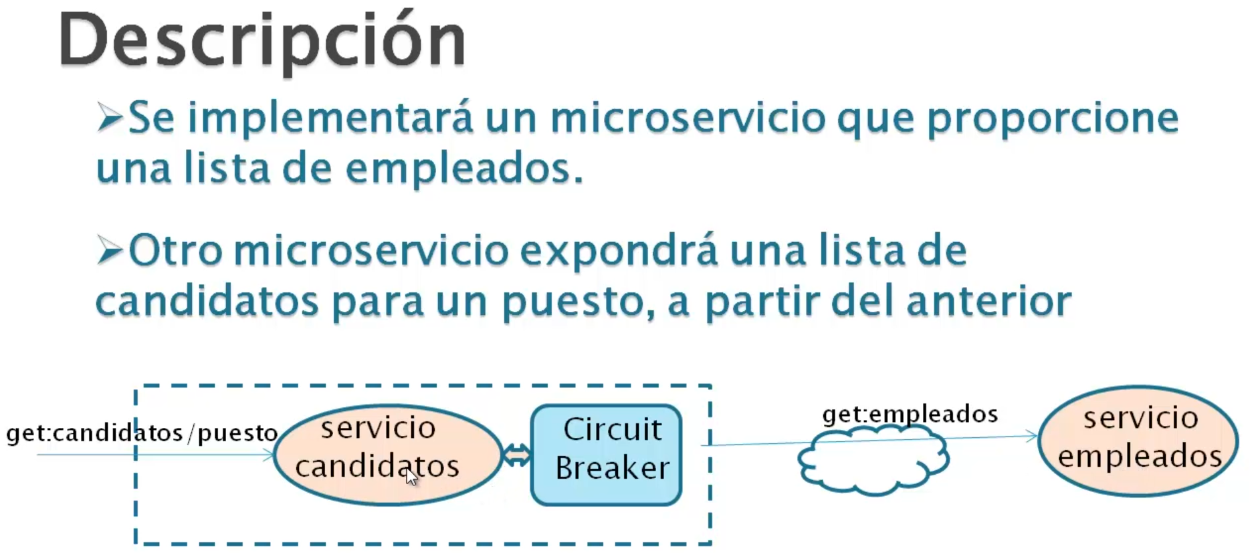 Descripción
➢Se implementará un microservicio que proporcione
una lista de empleados.
➢Otro microservicio expondrá una lista de
candidatos para un puesto, a partir del anterior
get:candidatos/puesto
servicio
candidatos
Circuit
Breaker
get:empleados
servicio
empleados